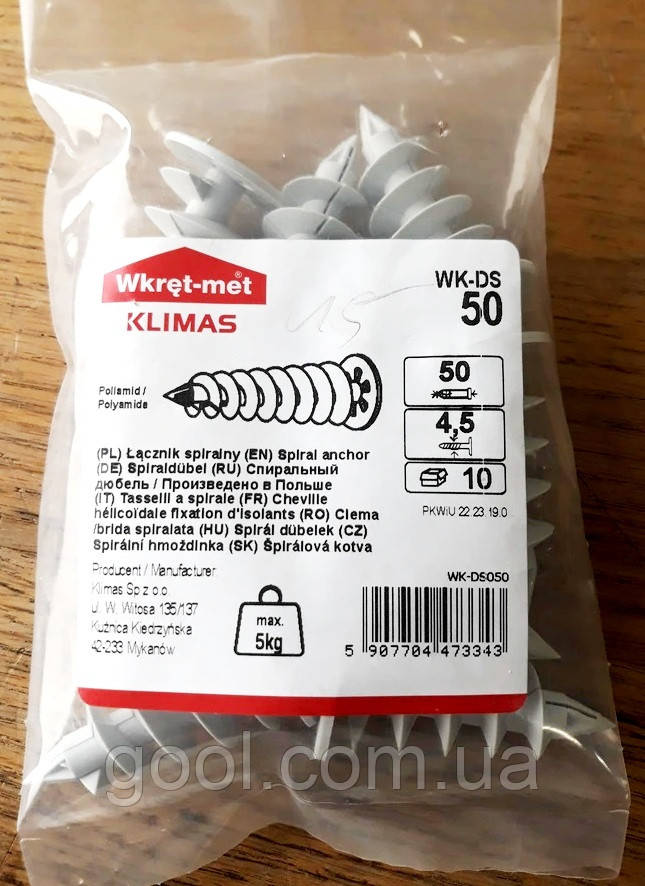 Wkręt-met®
KLIMAS
WK-DS
50
15
Poliamid /
Polyamide
50
4,5
10
(PL) Łącznik spiralny (EN) Spiral anchor
(DE) Spiraldübel (RU) Спиральный
дюбель / Произведено в Польше
(IT) Tasselli a spirale (FR) Cheville
hélicoïdale fixation d'isolants (RO) Clema
/brida spiralata (HU) Spirál dübelek (CZ)
Spirální hmoždinka (SK) Špirálová kotva
PKWiU 22.23.19.0
Producent / Manufacturer
Klimas Sp z o.o.
u. W. Witosa 135/137
Kuźnica Kiedrzyńska
42-233 Mykanów
max.
5kg
WK-DS050
5 907704 473343
gool.com.ua